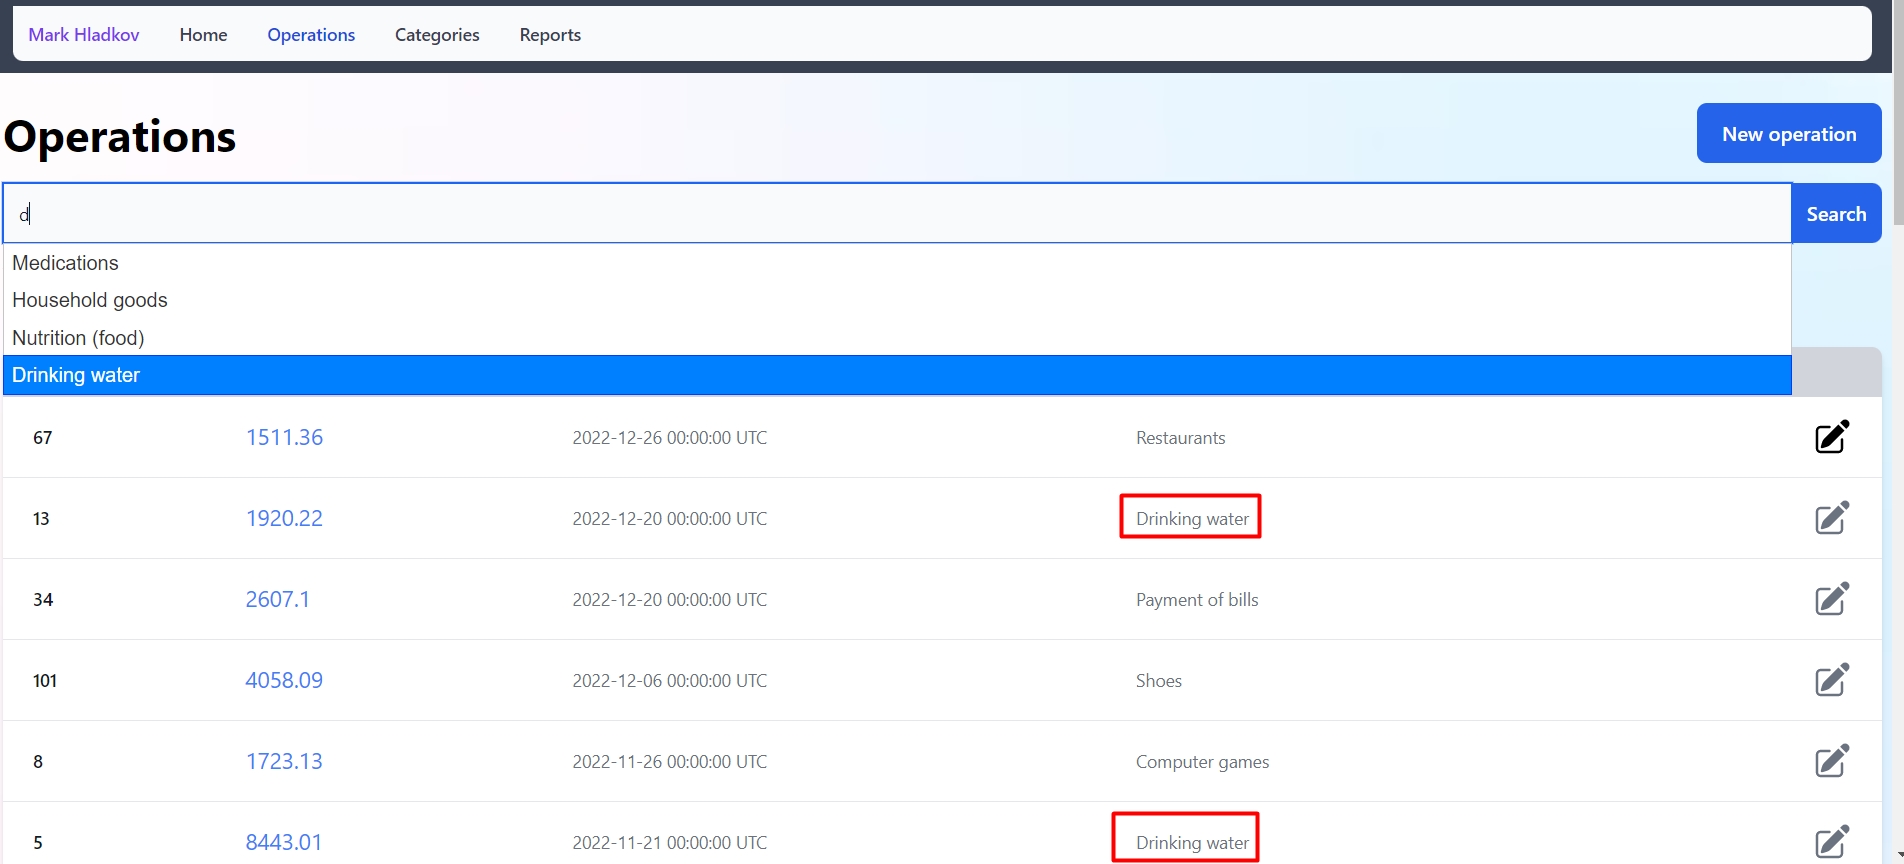 Mark Hladkov Home Operations Categories Reports
Operations
New operation
d
Search
Medications
Household goods
Nutrition (food)
Drinking water
67 1511.36 2022-12-26 00:00:00 UTC Restaurants
13 1920.22 2022-12-20 00:00:00 UTC Drinking water
34 2607.1 2022-12-20 00:00:00 UTC Payment of bills
101 4058.09 2022-12-06 00:00:00 UTC Shoes
8 1723.13 2022-11-26 00:00:00 UTC Computer games
5 8443.01 2022-11-21 00:00:00 UTC Drinking water